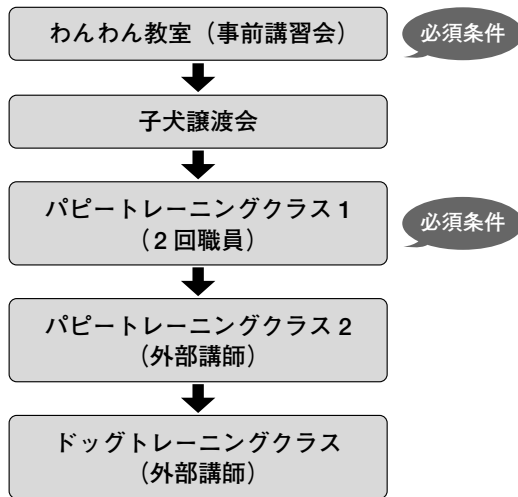 わんわん教室（事前講習会）
必須条件
子犬譲渡会
パピートレーニングクラス 1
（2 回職員）
必須条件
パピートレーニングクラス 2
（外部講師）
ドッグトレーニングクラス
（外部講師）